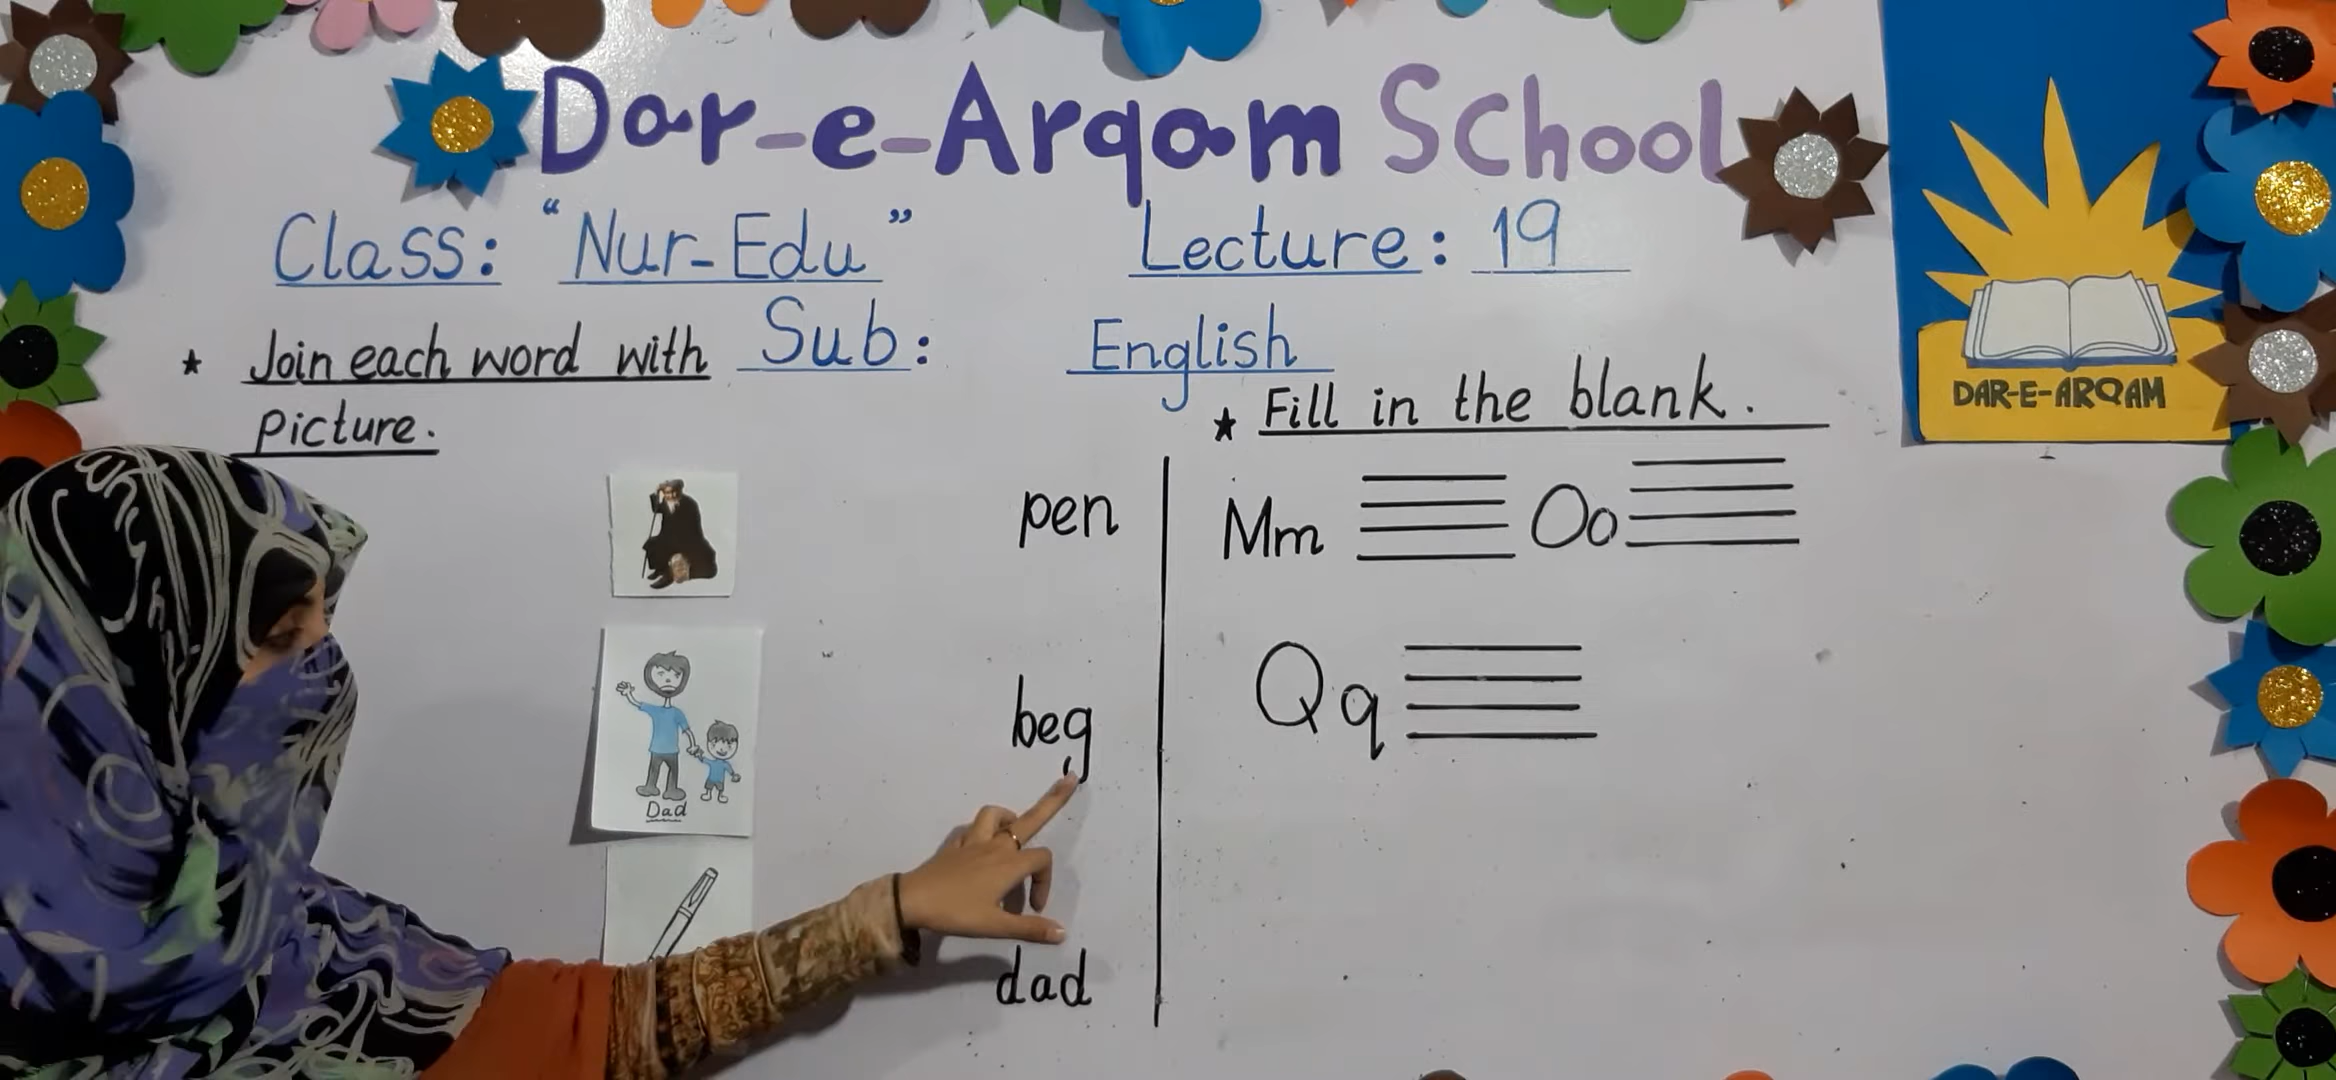 Dar-e-Arqam School
Class: "Nur-Edu" Lecture: 19
Sub: English
★ Join each word with
Picture.
★ Fill in the blank.
DAR-E-ARQAM
pen
beg
dad
Dad
Mm Oo
Qq